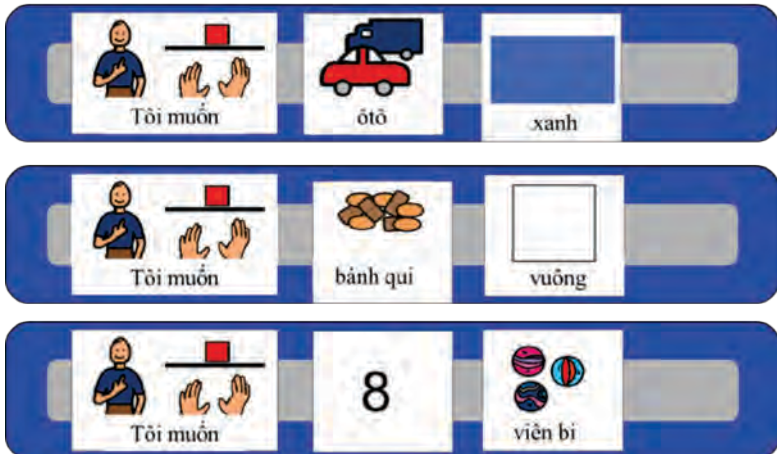 Tôi muốn ôtô xanh
Tôi muốn bánh qui vuông
Tôi muốn 8 viên bi